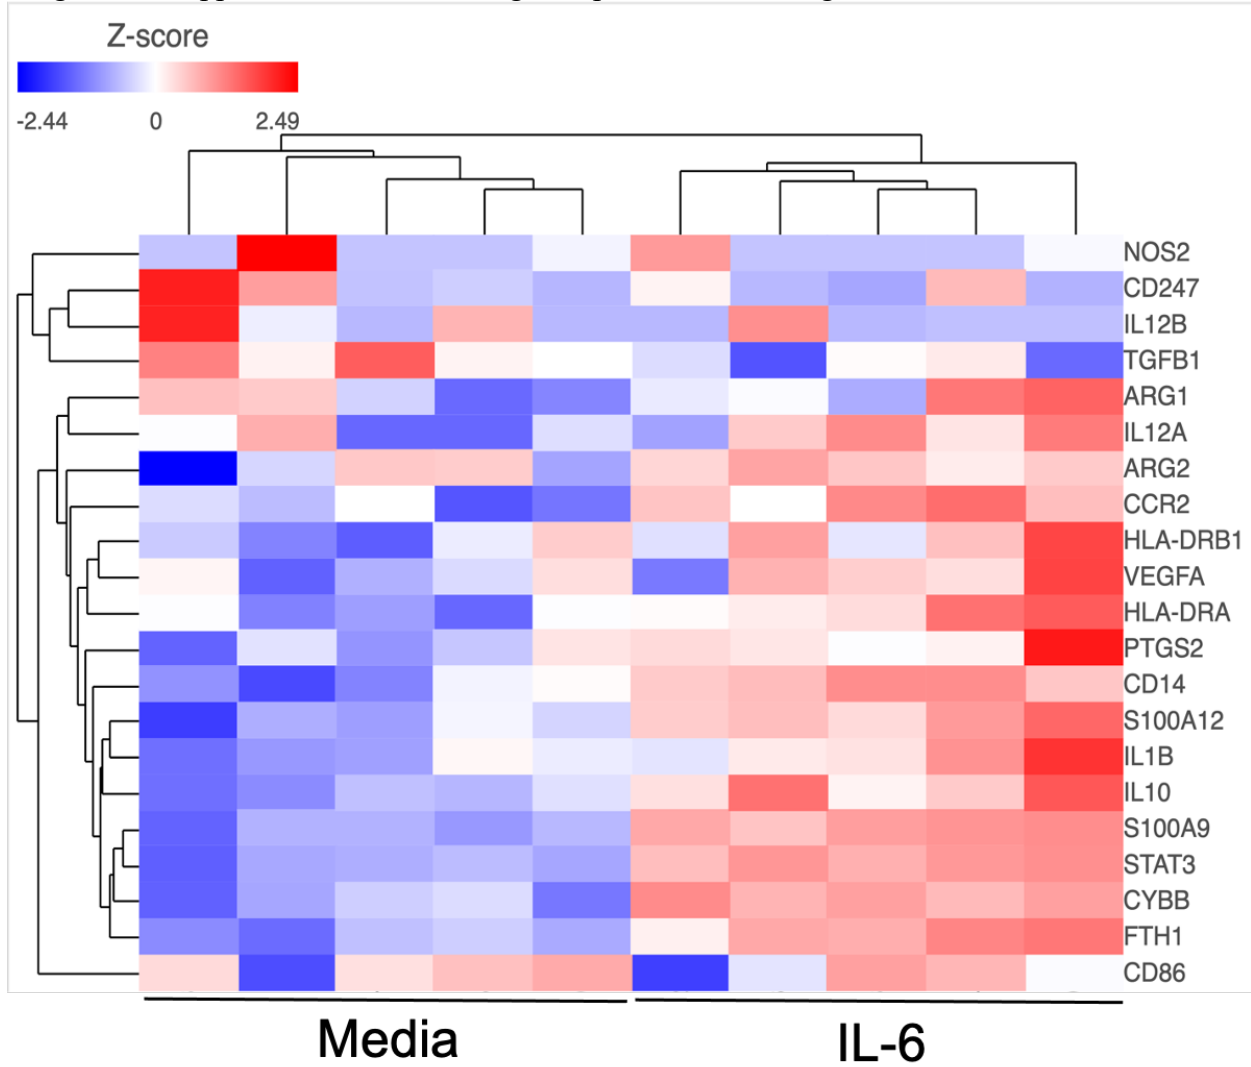 Z-score
-2.44 0 2.49
NOS2
CD247
IL12B
TGFB1
ARG1
IL12A
ARG2
CCR2
HLA-DRB1
VEGFA
HLA-DRA
PTGS2
CD14
S100A12
IL1B
IL10
S100A9
STAT3
CYBB
FTH1
CD86
Media IL-6